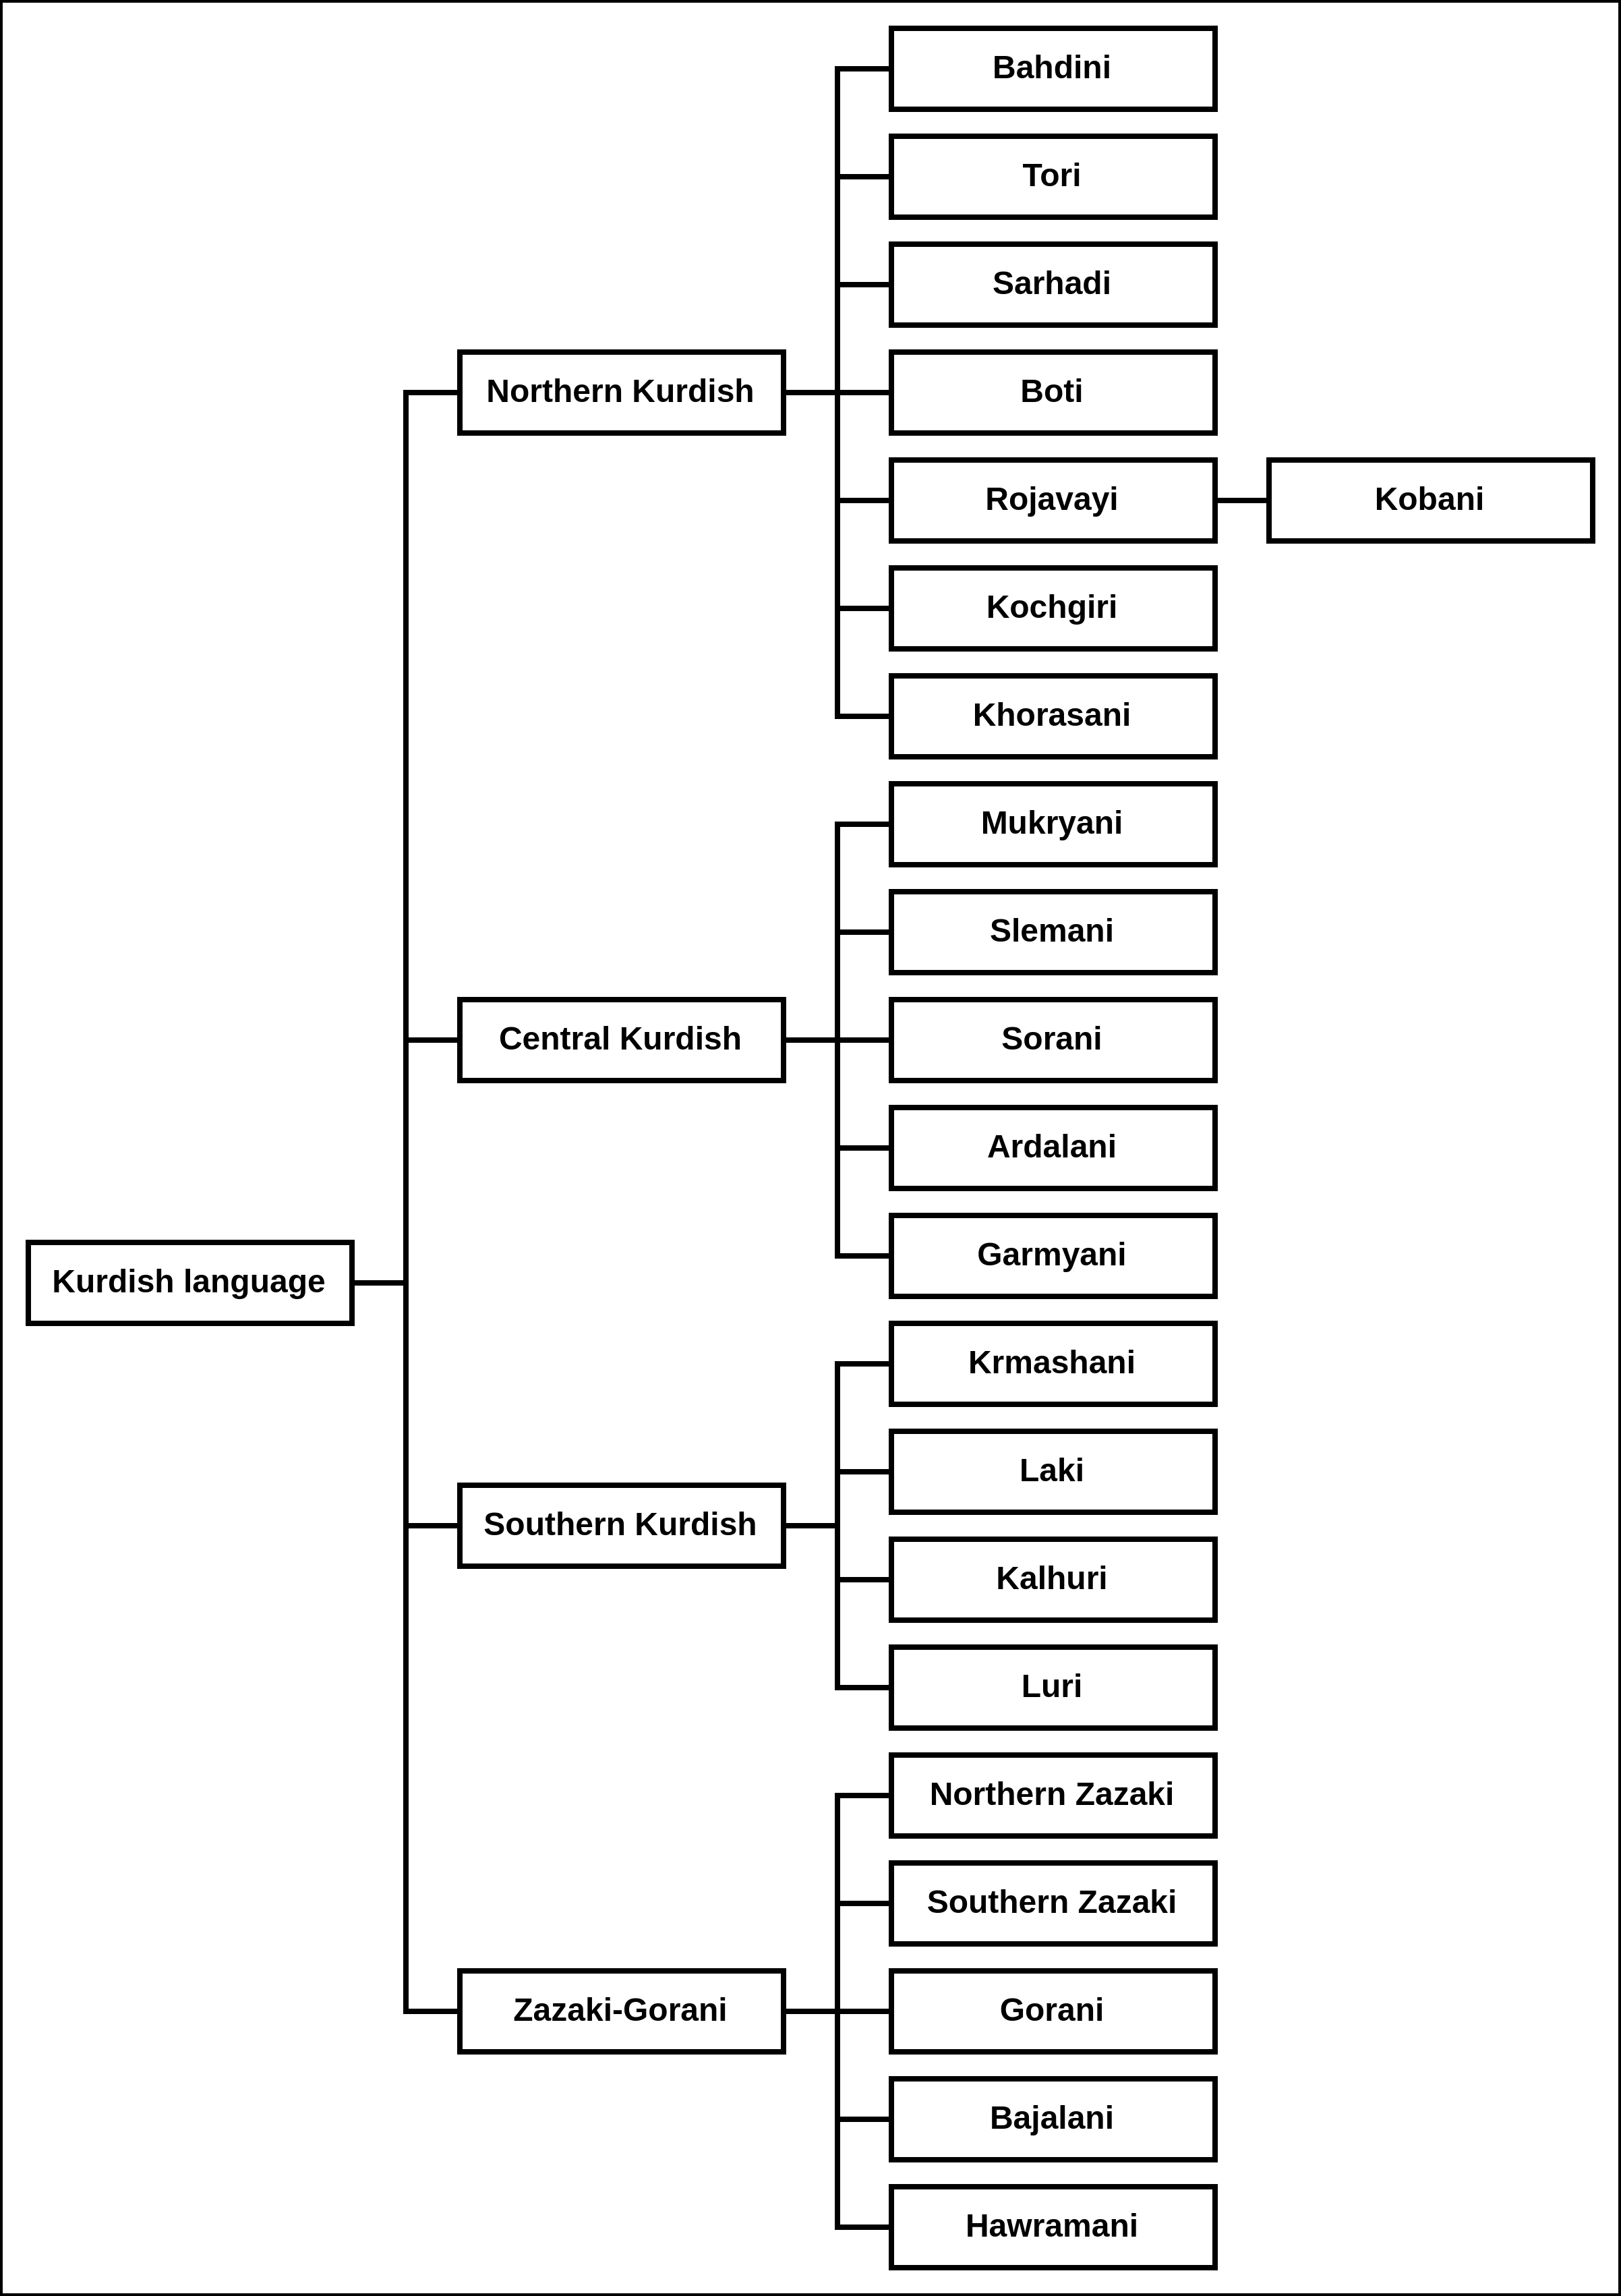 Bahdini
Tori
Sarhadi
Northern Kurdish
Boti
Rojavayi
Kobani
Kochgiri
Khorasani
Mukryani
Slemani
Central Kurdish
Sorani
Ardalani
Garmyani
Kurdish language
Krmashani
Laki
Southern Kurdish
Kalhuri
Luri
Northern Zazaki
Southern Zazaki
Zazaki-Gorani
Gorani
Bajalani
Hawramani